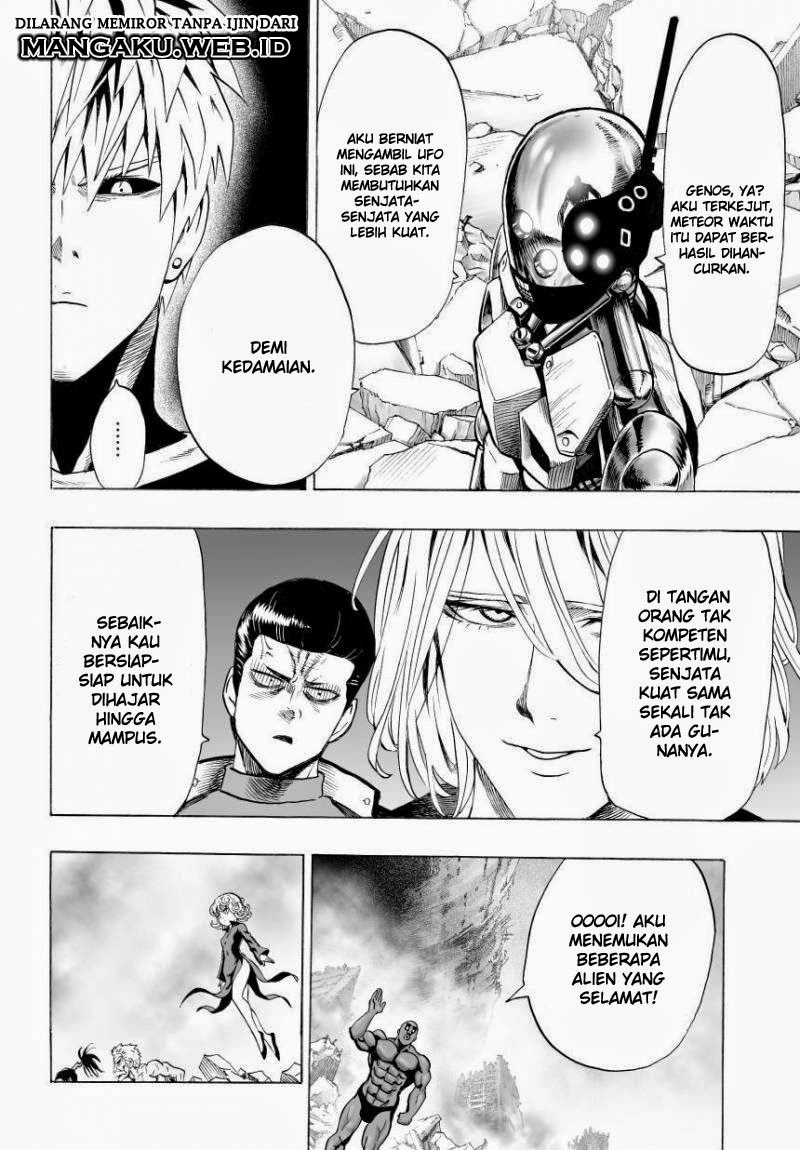 DILARANG MEMIROR TANPA IJIN DARI
MANGAKU.WEB.ID
GENOS, YA?
AKU TERKEJUT,
METEOR WAKTU
ITU DAPAT BER-
HASIL DIHAN-
CURKAN.
AKU BERNIAT
MENGAMBIL UFO
INI, SEBAB KITA
MEMBUTUHKAN
SENJATA-
SENJATA YANG
LEBIH KUAT.
DEMI
KEDAMAIAN.
......
DI TANGAN
ORANG TAK
KOMPETEN
SEPERTIMU,
SENJATA
KUAT SAMA
SEKALI TAK
ADA GU-
NANYA.
SEBAIK-
NYA KAU
BERSIAP-
SIAP UNTUK
DIHAJAR
HINGGA
MAMPUS.
OOOOI! AKU
MENEMUKAN
BEBERAPA
ALIEN YANG
SELAMAT!